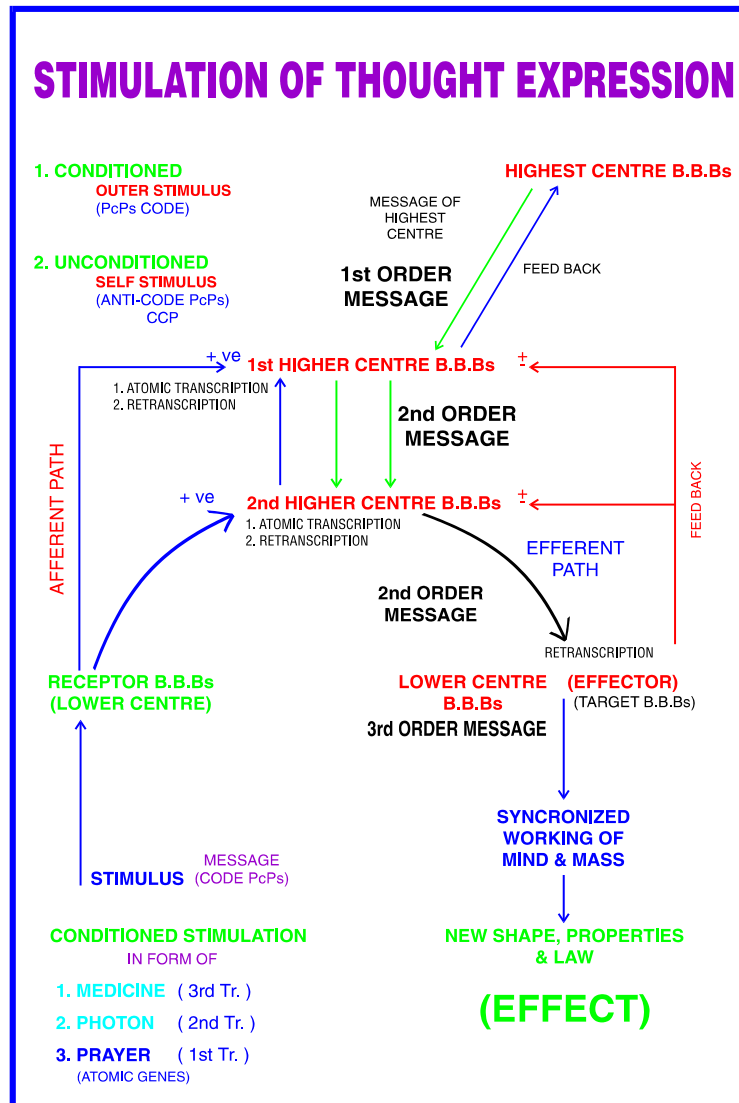 STIMULATION OF THOUGHT EXPRESSION
1. CONDITIONED
OUTER STIMULUS
(PcPs CODE)
2. UNCONDITIONED
SELF STIMULUS
(ANTI-CODE PcPs)
CCP
HIGHEST CENTRE B.B.Bs
MESSAGE OF
HIGHEST
CENTRE
1st ORDER
MESSAGE
FEED BACK
+ ve
1st HIGHER CENTRE B.B.Bs
+
-
1. ATOMIC TRANSCRIPTION
2. RETRANSCRIPTION
2nd ORDER
MESSAGE
AFFERENT PATH
+ ve
2nd HIGHER CENTRE B.B.Bs
+
-
1. ATOMIC TRANSCRIPTION
2. RETRANSCRIPTION
FEED BACK
EFFERENT
PATH
2nd ORDER
MESSAGE
RETRANSCRIPTION
RECEPTOR B.B.Bs
(LOWER CENTRE)
LOWER CENTRE
B.B.Bs
(EFFECTOR)
(TARGET B.B.Bs)
3rd ORDER MESSAGE
SYNCRONIZED
WORKING OF
MIND & MASS
STIMULUS
MESSAGE
(CODE PcPs)
CONDITIONED STIMULATION
IN FORM OF
1. MEDICINE ( 3rd Tr. )
2. PHOTON ( 2nd Tr. )
3. PRAYER ( 1st Tr. )
(ATOMIC GENES)
NEW SHAPE, PROPERTIES
& LAW
(EFFECT)